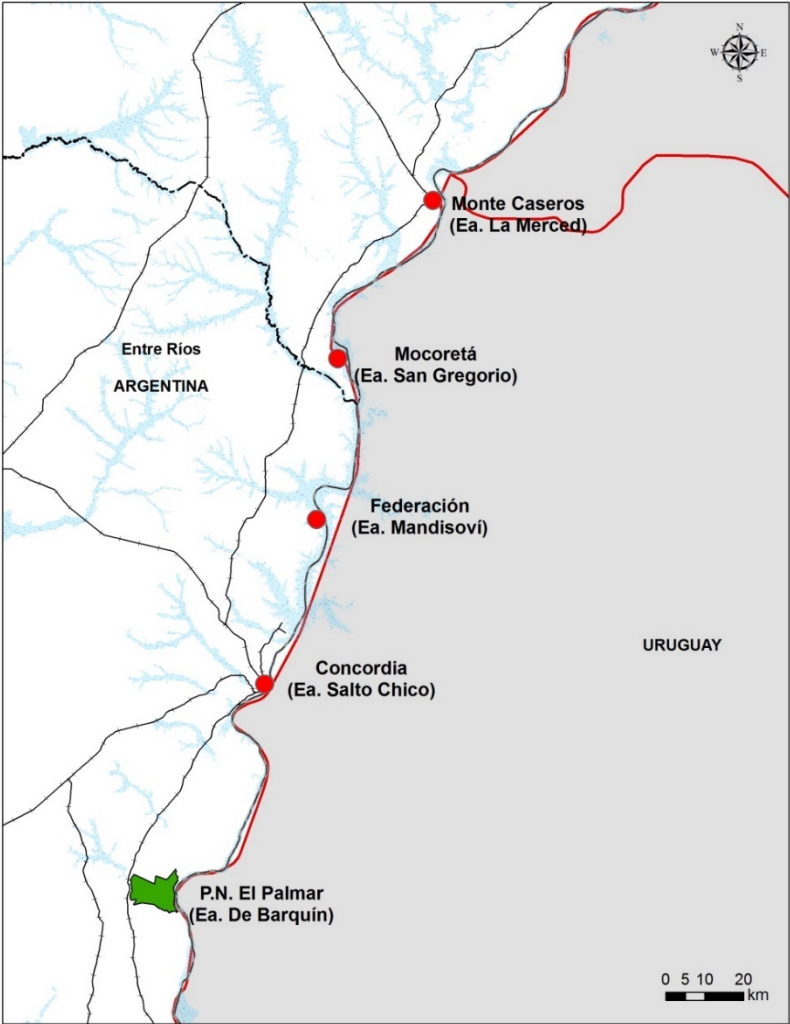 N
W E
S
Monte Caseros
(Ea. La Merced)
Entre Ríos
ARGENTINA
Mocoretá
(Ea. San Gregorio)
Federación
(Ea. Mandisoví)
URUGUAY
Concordia
(Ea. Salto Chico)
P.N. El Palmar
(Ea. De Barquín)
0 5 10 20
km